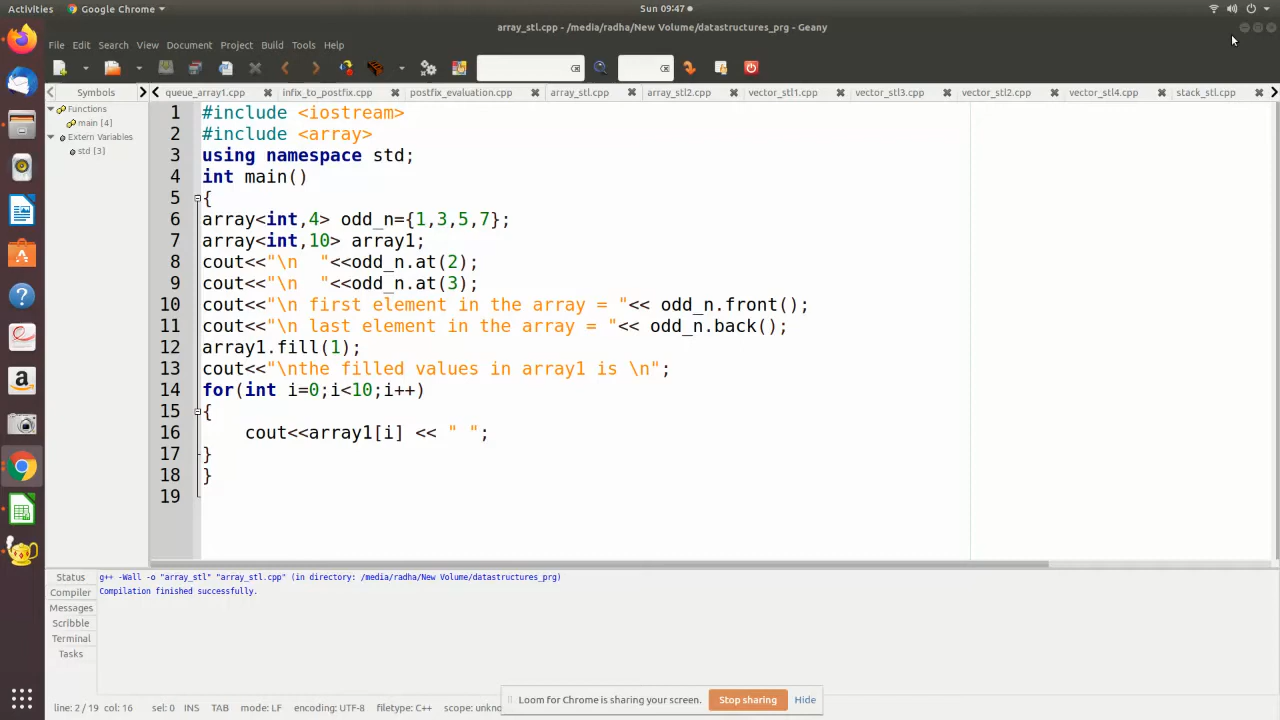 Activities Google Chrome Sun 09:47
array_stl.cpp - /media/radha/New Volume/datastructures_prg - Geany
File Edit Search View Document Project Build Tools Help
Symbols queue_array1.cpp infix_to_postfix.cpp postfix_evaluation.cpp array_stl.cpp array_stl2.cpp vector_stl1.cpp vector_stl3.cpp vector_stl2.cpp vector_stl4.cpp stack_stl.cpp
Functions
main [4]
Extern Variables
std [3]
1 #include <iostream>
2 #include <array>
3 using namespace std;
4 int main()
5 {
6 array<int,4> odd_n={1,3,5,7};
7 array<int,10> array1;
8 cout<<"\n  "<<odd_n.at(2);
9 cout<<"\n  "<<odd_n.at(3);
10 cout<<"\n first element in the array = "<< odd_n.front();
11 cout<<"\n last element in the array = "<< odd_n.back();
12 array1.fill(1);
13 cout<<"\nthe filled values in array1 is \n";
14 for(int i=0;i<10;i++)
15 {
16     cout<<array1[i] << " ";
17 }
18 }
19
Status
Compiler
Messages
Scribble
Terminal
Tasks
g++ -Wall -o "array_stl" "array_stl.cpp" (in directory: /media/radha/New Volume/datastructures_prg)
Compilation finished successfully.
Loom for Chrome is sharing your screen. Stop sharing Hide
line: 2 / 19 col: 16 sel: 0 INS TAB mode: LF encoding: UTF-8 filetype: C++ scope: unkno